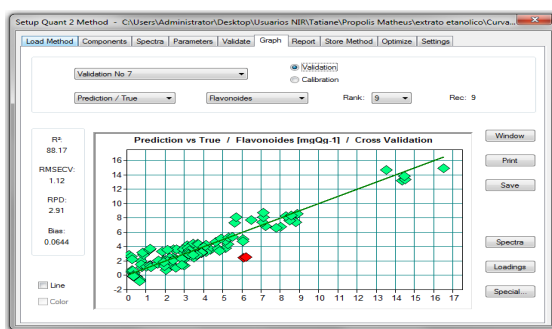 Setup Quant 2 Method - C:\Users\Administrator\Desktop\Usuarios NIR\Tatiane\Propolis Matheus\extrato etanolico\Curva...
Load Method Components Spectra Parameters Validate Graph Report Store Method Optimize Settings
Validation No 7
Validation
Calibration
Prediction / True Flavonoides Rank: 9 Rec: 9
R²:
88.17
RMSECV:
1.12
RPD:
2.91
Bias:
0.0644
Line
Color
Prediction vs True / Flavonoides [mgQg-1] / Cross Validation
16
14
12
10
8
6
4
2
0
-2
0 1 2 3 4 5 6 7 8 9 10 11 12 13 14 15 16 17
Window
Print
Save
Spectra
Loadings
Special...